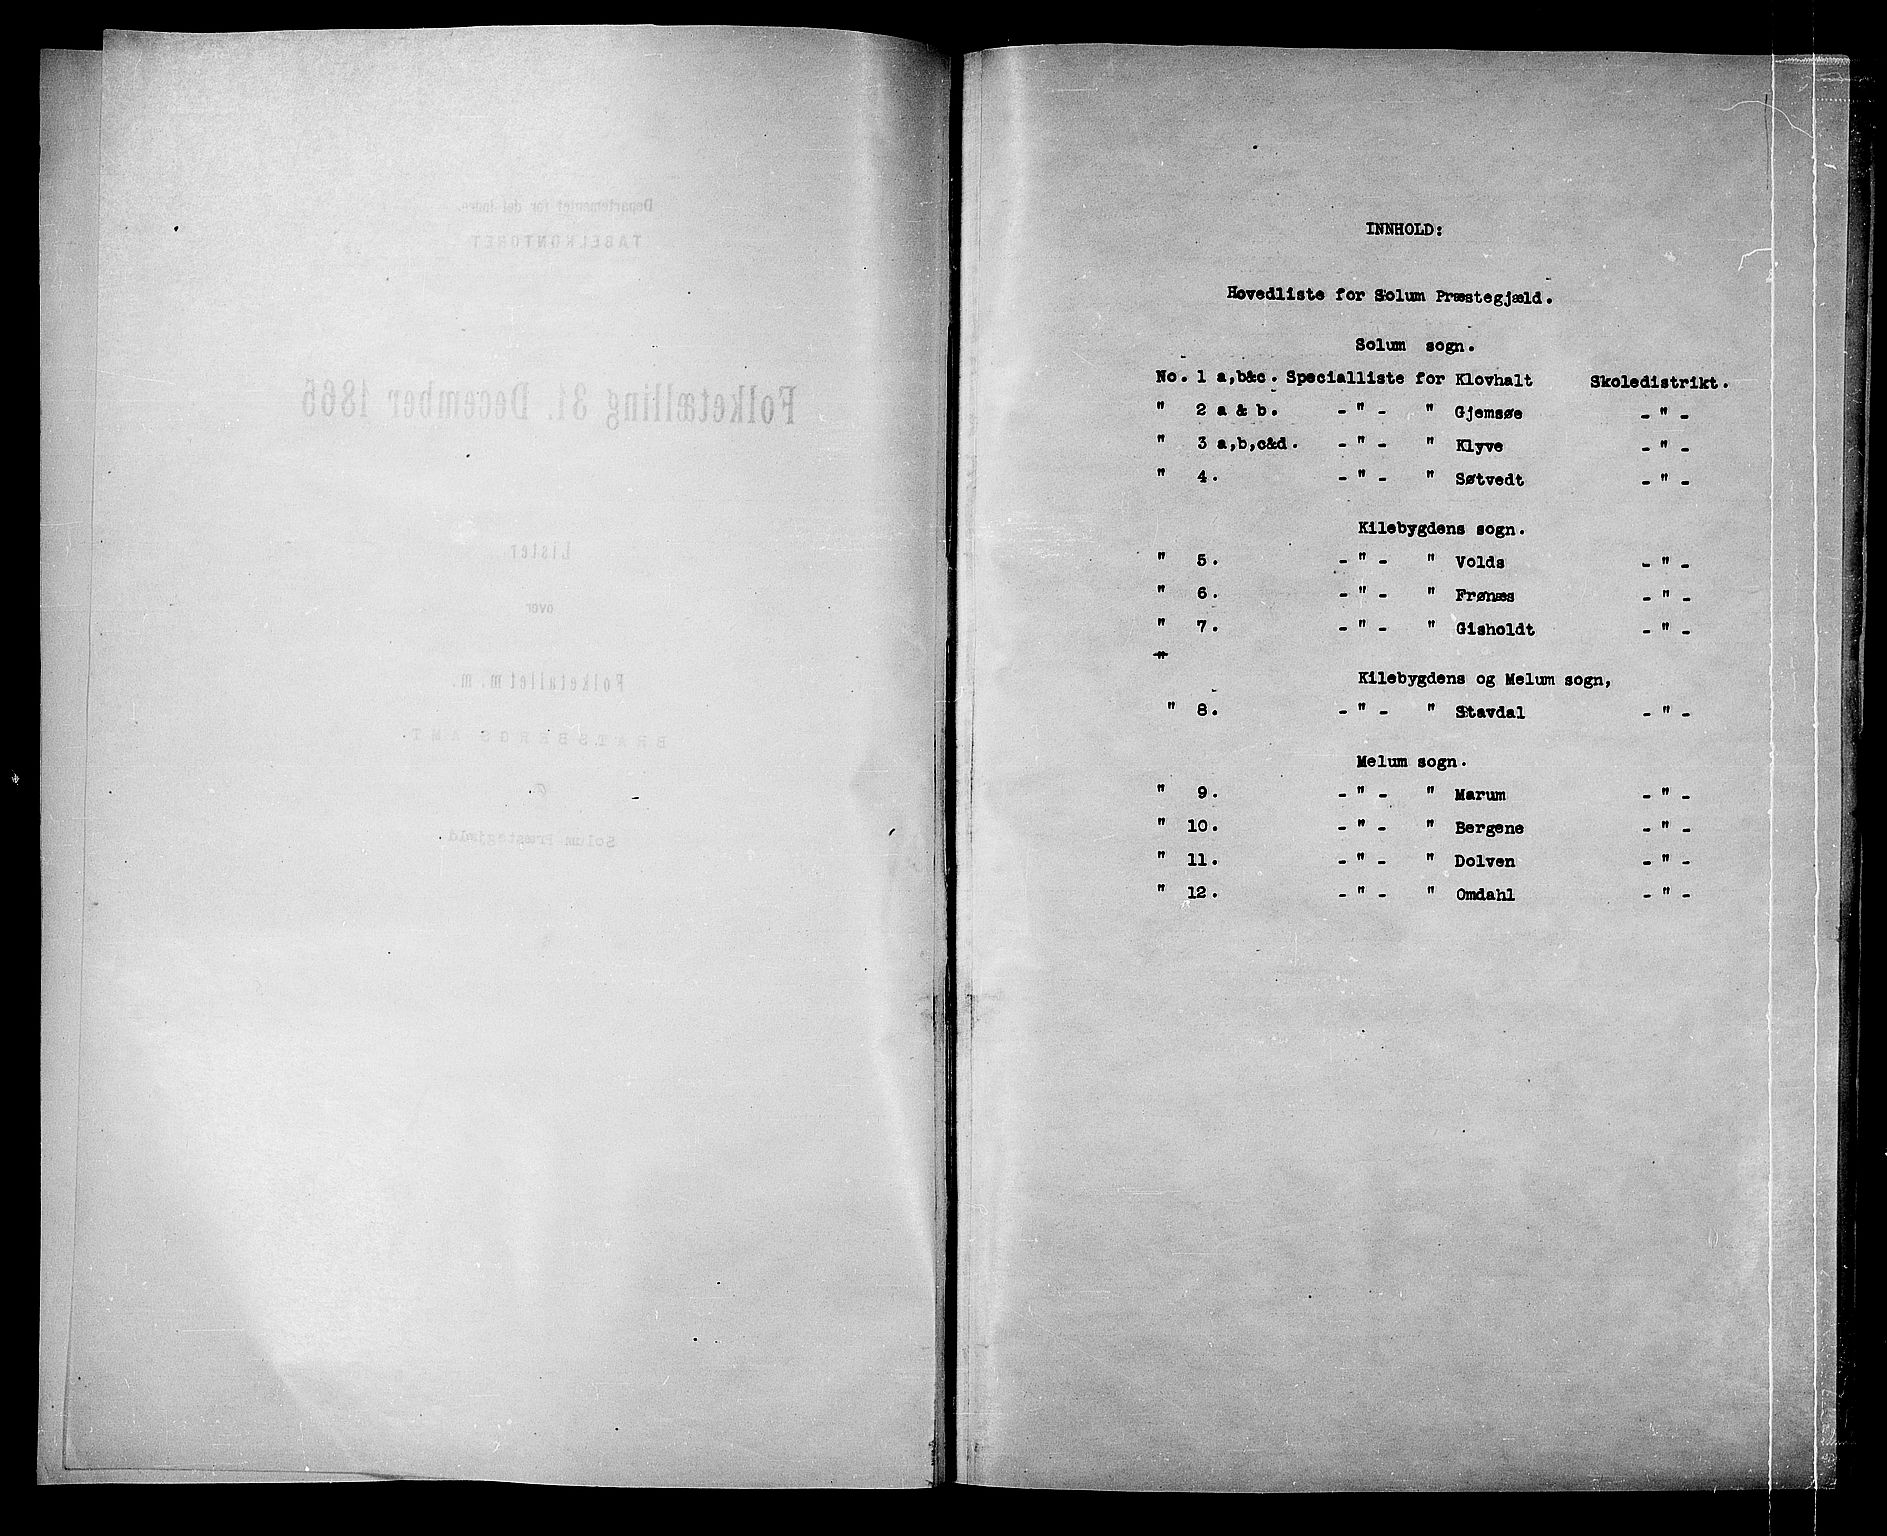 Departementet for det Indre.
TABELKONTORET
Folketælling 31. December 1865
Lister
over
Folketallet m. m.
BRATSBERGS AMT.
Solum Præstegjæld.
INNHOLD:
Hovedliste for Solum Præstegjæld.
Solum sogn.
No. 1 a,b&c. Specialliste for Klovhalt Skoledistrikt.
" 2 a & b. - " - " Gjemsøe - " -
" 3 a,b,c&d. - " - " Klyve - " -
" 4. - " - " Søtvedt - " -
Kilebygdens sogn.
" 5. - " - " Volds - " -
" 6. - " - " Frønæs - " -
" 7. - " - " Gisholdt - " -
"
Kilebygdens og Melum sogn,
" 8. - " - " Stavdal - " -
Melum sogn.
" 9. - " - " Marum - " -
" 10. - " - " Bergene - " -
" 11. - " - " Dolven - " -
" 12. - " - " Omdahl - " -